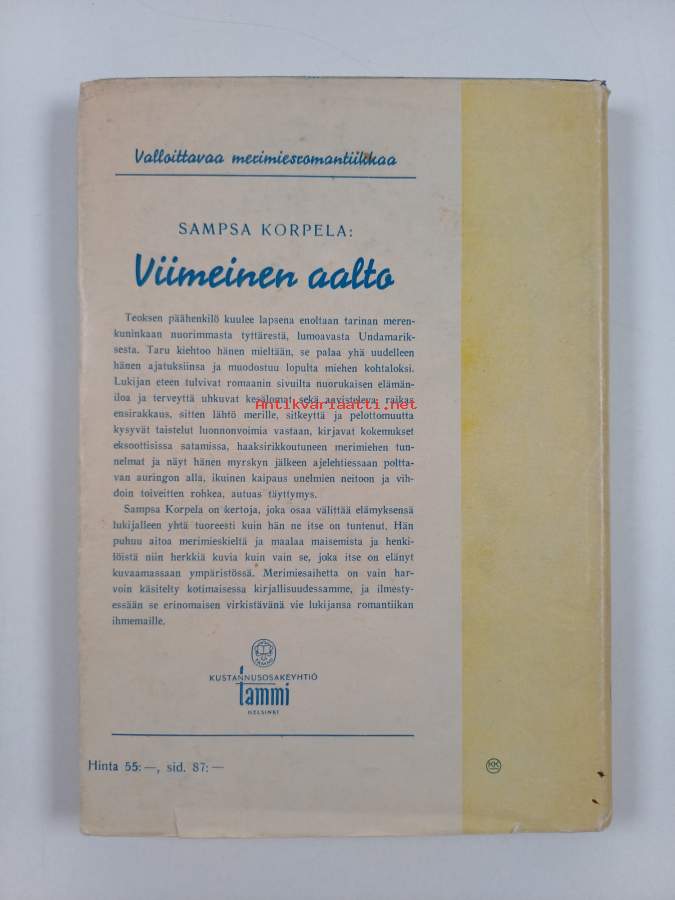 Valloittavaa merimiesromantiikkaa
SAMPSA KORPELA:
Viimeinen aalto
Teoksen päähenkilö kuulee lapsena enoltaan tarinan meren-
kuninkaan nuorimmasta tyttärestä, lumoavasta Undamarik-
sesta. Taru kiehtoo hänen mieltään, se palaa yhä uudelleen
hänen ajatuksiinsa ja muodostuu lopulta miehen kohtaloksi.
Lukijan eteen tulvivat romaanin sivuilta nuorukaisen elämän-
iloa ja terveyttä uhkuvat kesälomat sekä aavisteleva, raikas
Antikvariaatti.net
ensirakkaus, sitten lähtö merille, sitkeyttä ja pelottomuutta
kysyvät taistelut luonnonvoimia vastaan, kirjavat kokemukset
eksoottisissa satamissa, haaksirikkoutuneen merimiehen tun-
nelmat ja näyt hänen myrskyn jälkeen ajelehtiessaan poltta-
van auringon alla, ikuinen kaipaus unelmien neitoon ja vih-
doin toiveitten rohkea, autuas täyttymys.
Sampsa Korpela on kertoja, joka osaa välittää elämyksensä
lukijalleen yhtä tuoreesti kuin hän ne itse on tuntenut. Hän
puhuu aitoa merimieskieltä ja maalaa maisemista ja henki-
löistä niin herkkiä kuvia kuin vain se, joka itse on elänyt
kuvaamassaan ympäristössä. Merimiesaihetta on vain har-
voin käsitelty kotimaisessa kirjallisuudessamme, ja ilmesty-
essään se erinomaisen virkistävänä vie lukijansa romantiikan
ihmemaille.
KUSTANNUSOSAKEYHTIÖ
tammi
HELSINKI
Hinta 55:—, sid. 87:—
KK